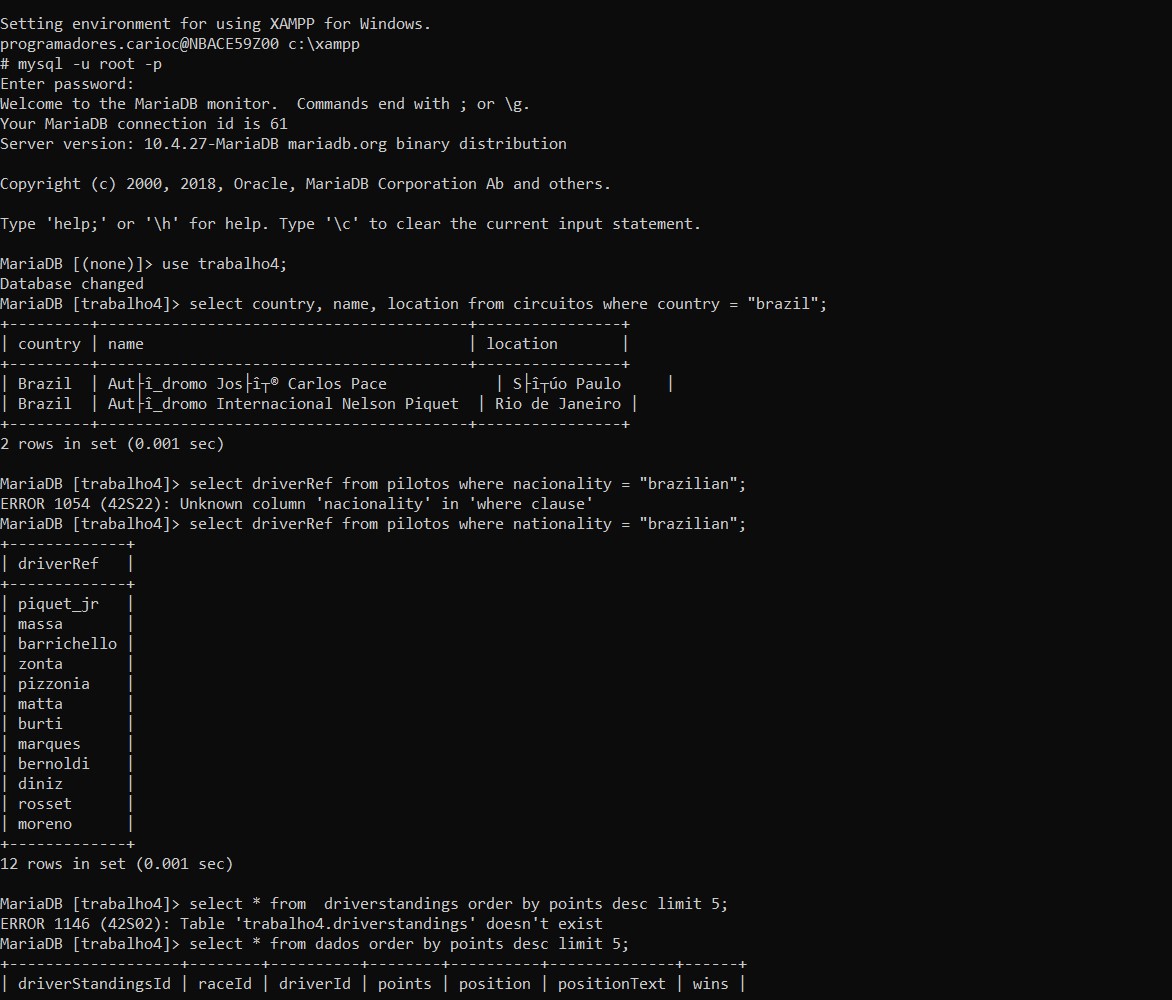 Setting environment for using XAMPP for Windows.
programadores.carioc@NBACE59Z00 c:\xampp
# mysql -u root -p
Enter password:
Welcome to the MariaDB monitor.  Commands end with ; or \g.
Your MariaDB connection id is 61
Server version: 10.4.27-MariaDB mariadb.org binary distribution
Copyright (c) 2000, 2018, Oracle, MariaDB Corporation Ab and others.
Type 'help;' or '\h' for help. Type '\c' to clear the current input statement.
MariaDB [(none)]> use trabalho4;
Database changed
MariaDB [trabalho4]> select country, name, location from circuitos where country = "brazil";
+---------+-----------------------------------------+----------------+
| country | name                                    | location       |
+---------+-----------------------------------------+----------------+
| Brazil  | Aut├î_dromo Jos├î┬® Carlos Pace            | S├î┬úo Paulo     |
| Brazil  | Aut├î_dromo Internacional Nelson Piquet  | Rio de Janeiro |
+---------+-----------------------------------------+----------------+
2 rows in set (0.001 sec)
MariaDB [trabalho4]> select driverRef from pilotos where nacionality = "brazilian";
ERROR 1054 (42S22): Unknown column 'nacionality' in 'where clause'
MariaDB [trabalho4]> select driverRef from pilotos where nationality = "brazilian";
+-------------+
| driverRef   |
+-------------+
| piquet_jr   |
| massa       |
| barrichello |
| zonta       |
| pizzonia    |
| matta       |
| burti       |
| marques     |
| bernoldi    |
| diniz       |
| rosset      |
| moreno      |
+-------------+
12 rows in set (0.001 sec)
MariaDB [trabalho4]> select * from  driverstandings order by points desc limit 5;
ERROR 1146 (42S02): Table 'trabalho4.driverstandings' doesn't exist
MariaDB [trabalho4]> select * from dados order by points desc limit 5;
+-------------------+--------+----------+--------+----------+--------------+------+
| driverStandingsId | raceId | driverId | points | position | positionText | wins |